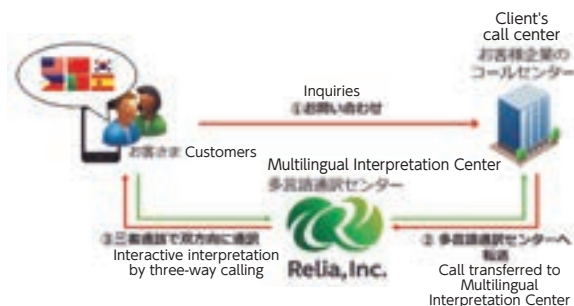 Client's
call center
お客様企業の
コールセンター
Inquiries
①お問い合わせ
お客さま Customers
Multilingual Interpretation Center
多言語通訳センター
③三者通話で双方向に通訳
Interactive interpretation
by three-way calling
Relia, Inc.
② 多言語通訳センターへ
転送
Call transferred to
Multilingual
Interpretation Center